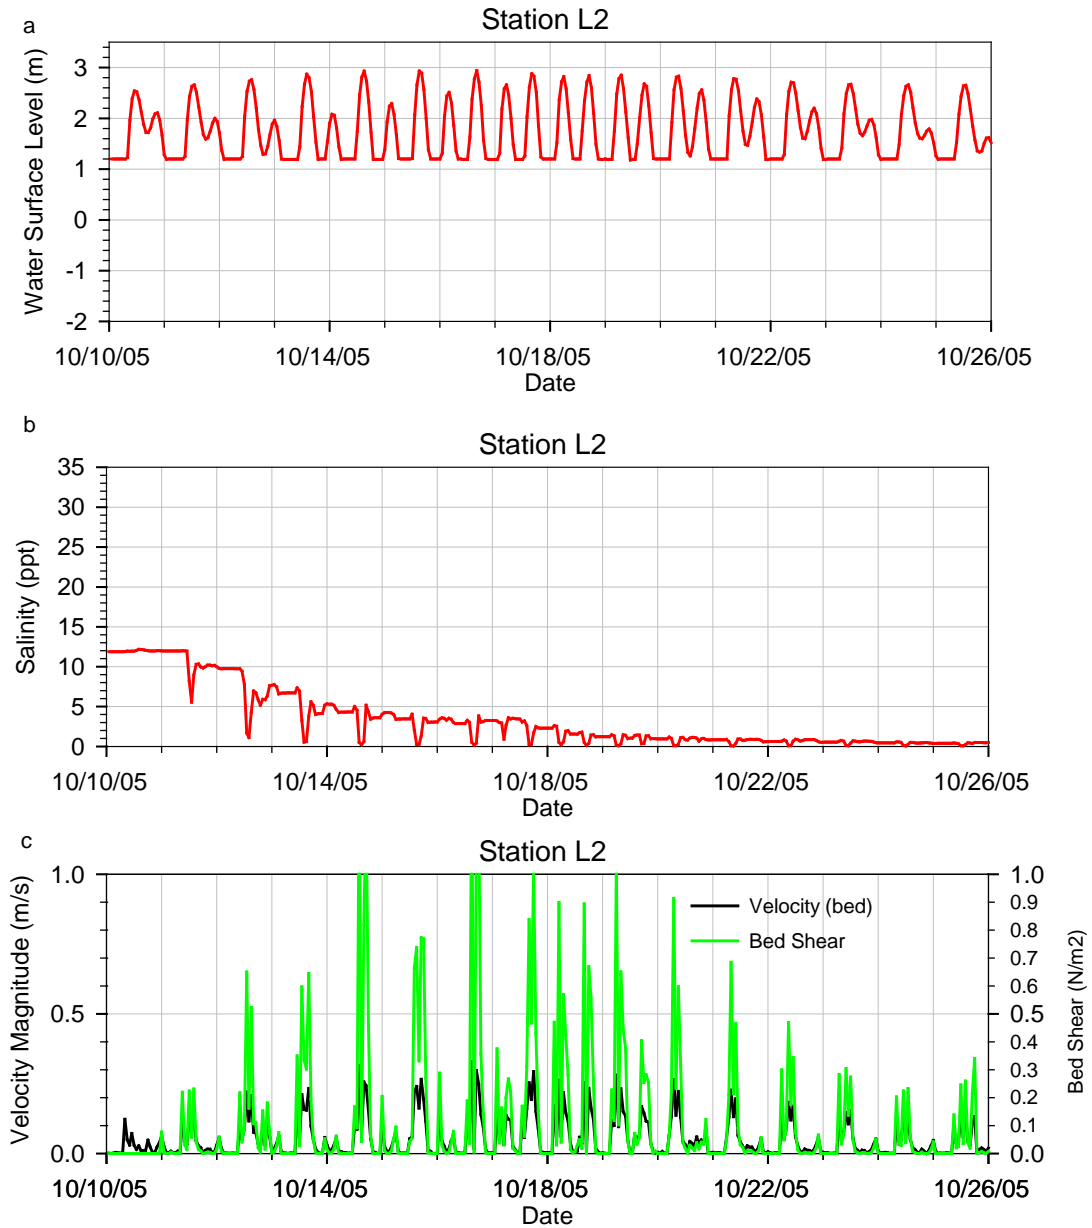 a
Station L2
Water Surface Level (m)
3
2
1
0
-1
-2
10/10/05 10/14/05 10/18/05 10/22/05 10/26/05
Date
b
Station L2
Salinity (ppt)
35
30
25
20
15
10
5
0
10/10/05 10/14/05 10/18/05 10/22/05 10/26/05
Date
c
Station L2
Velocity Magnitude (m/s)
1.0
0.5
0.0
Velocity (bed)
Bed Shear
1.0
0.9
0.8
0.7
0.6
0.5
0.4
0.3
0.2
0.1
0.0
Bed Shear (N/m2)
10/10/05 10/14/05 10/18/05 10/22/05 10/26/05
Date